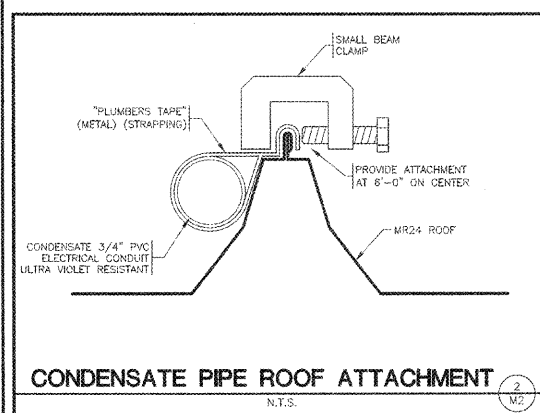 SMALL BEAM
CLAMP
"PLUMBERS TAPE"
(METAL) (STRAPPING)
PROVIDE ATTACHMENT
AT 6'-0" ON CENTER
MR24 ROOF
CONDENSATE 3/4" PVC
ELECTRICAL CONDUIT
ULTRA VIOLET RESISTANT
CONDENSATE PIPE ROOF ATTACHMENT
N.T.S.
2
M2